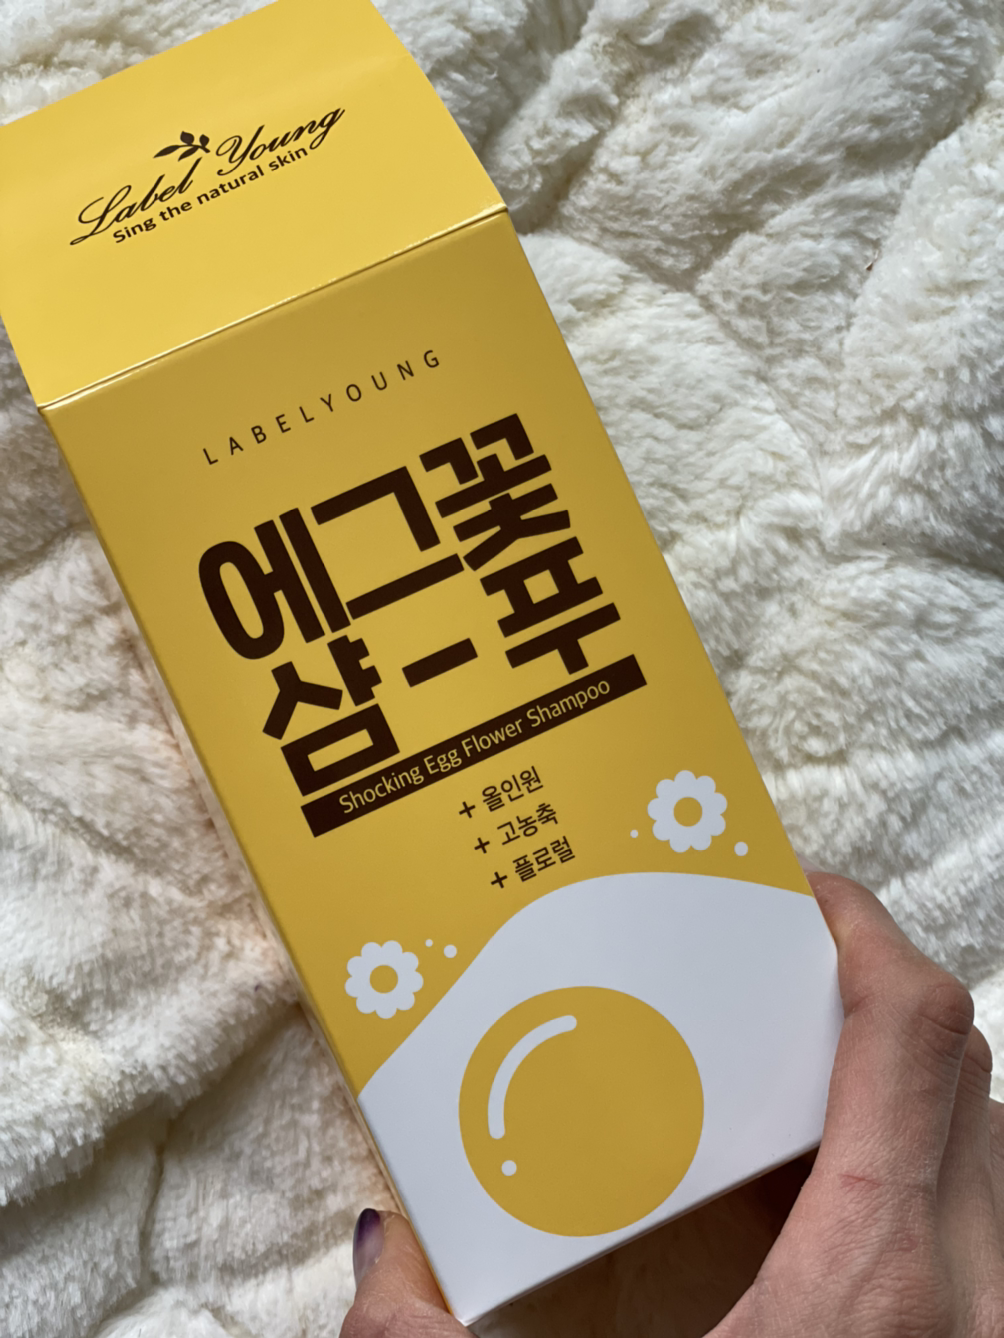 Label Young
Sing the natural skin
LABELYOUNG
에그꽃
샴-푸
Shocking Egg Flower Shampoo
+ 올인원
+ 고농축
+ 플로럴